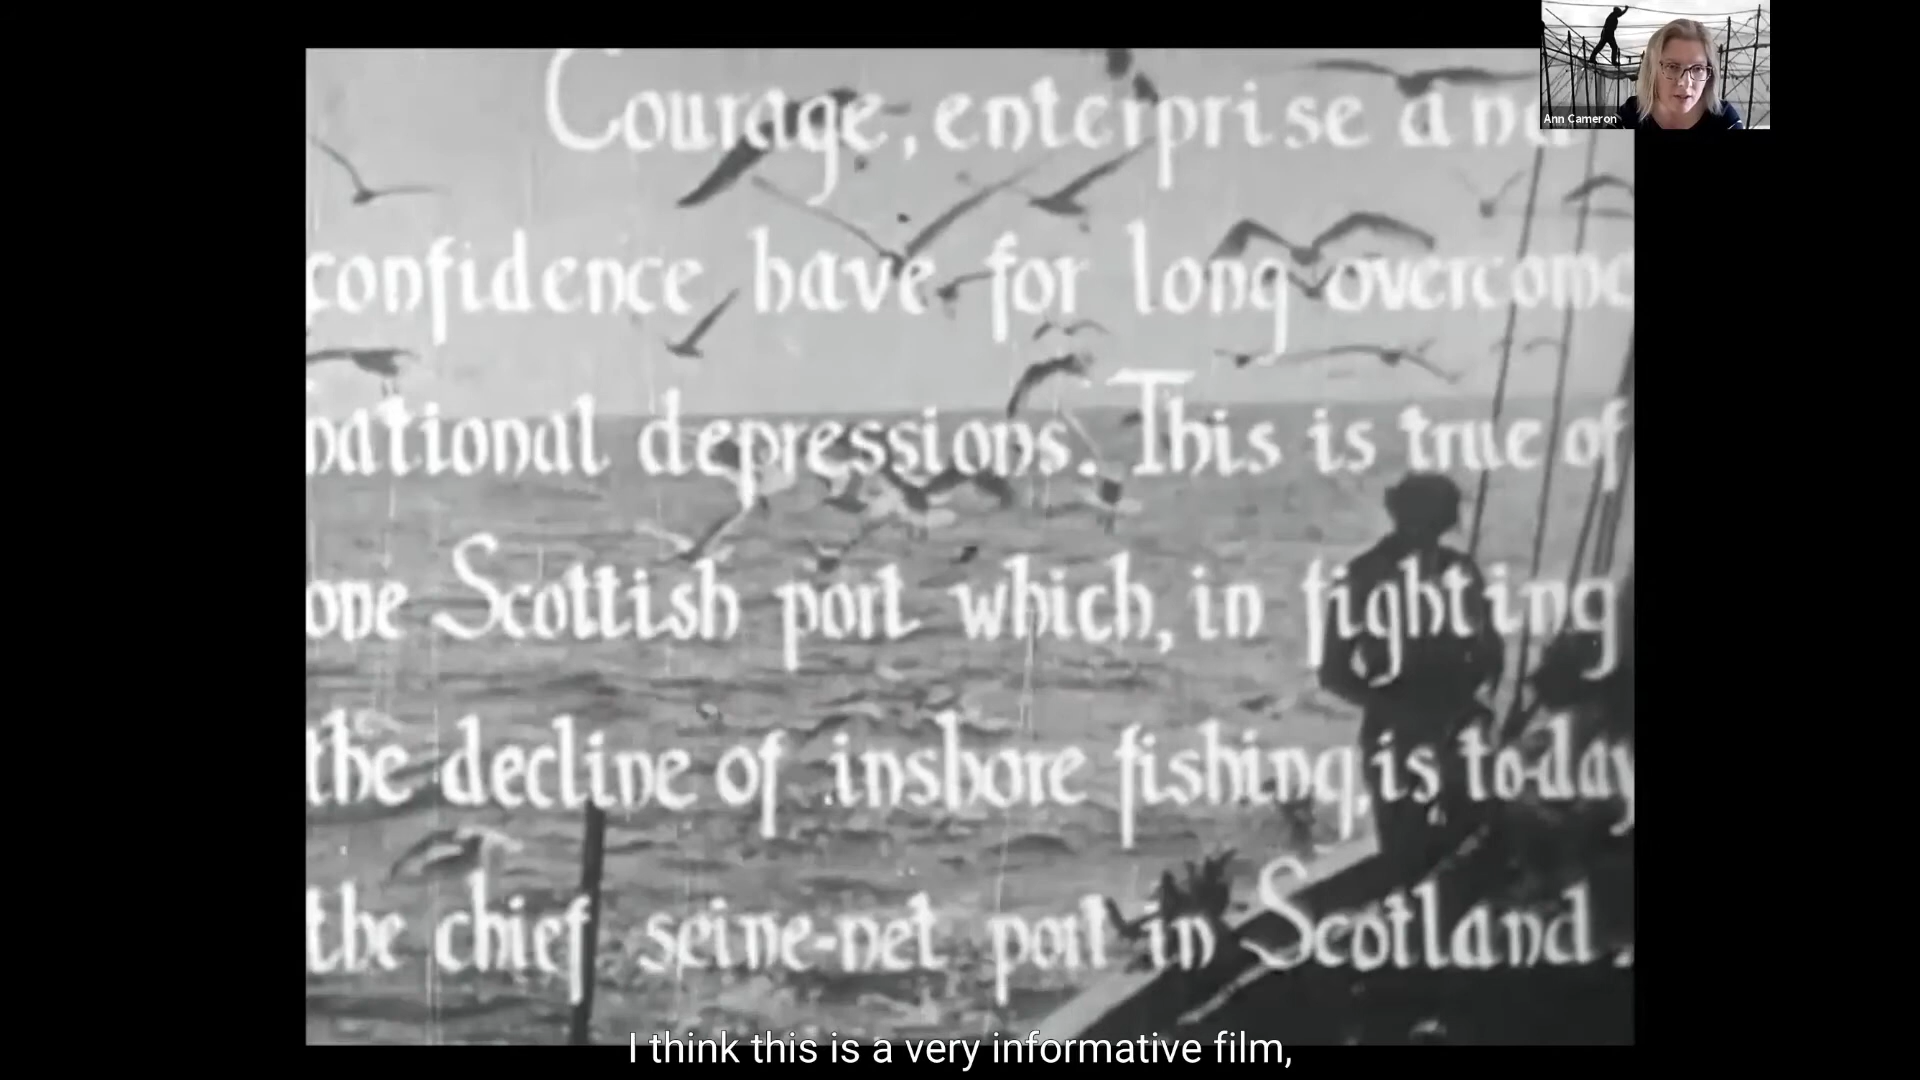 Ann Cameron
Courage, enterprise and
confidence have for long overcome
national depressions. This is true of
one Scottish port which, in fighting
the decline of inshore fishing, is to-day
the chief seine-net port in Scotland.
I think this is a very informative film,